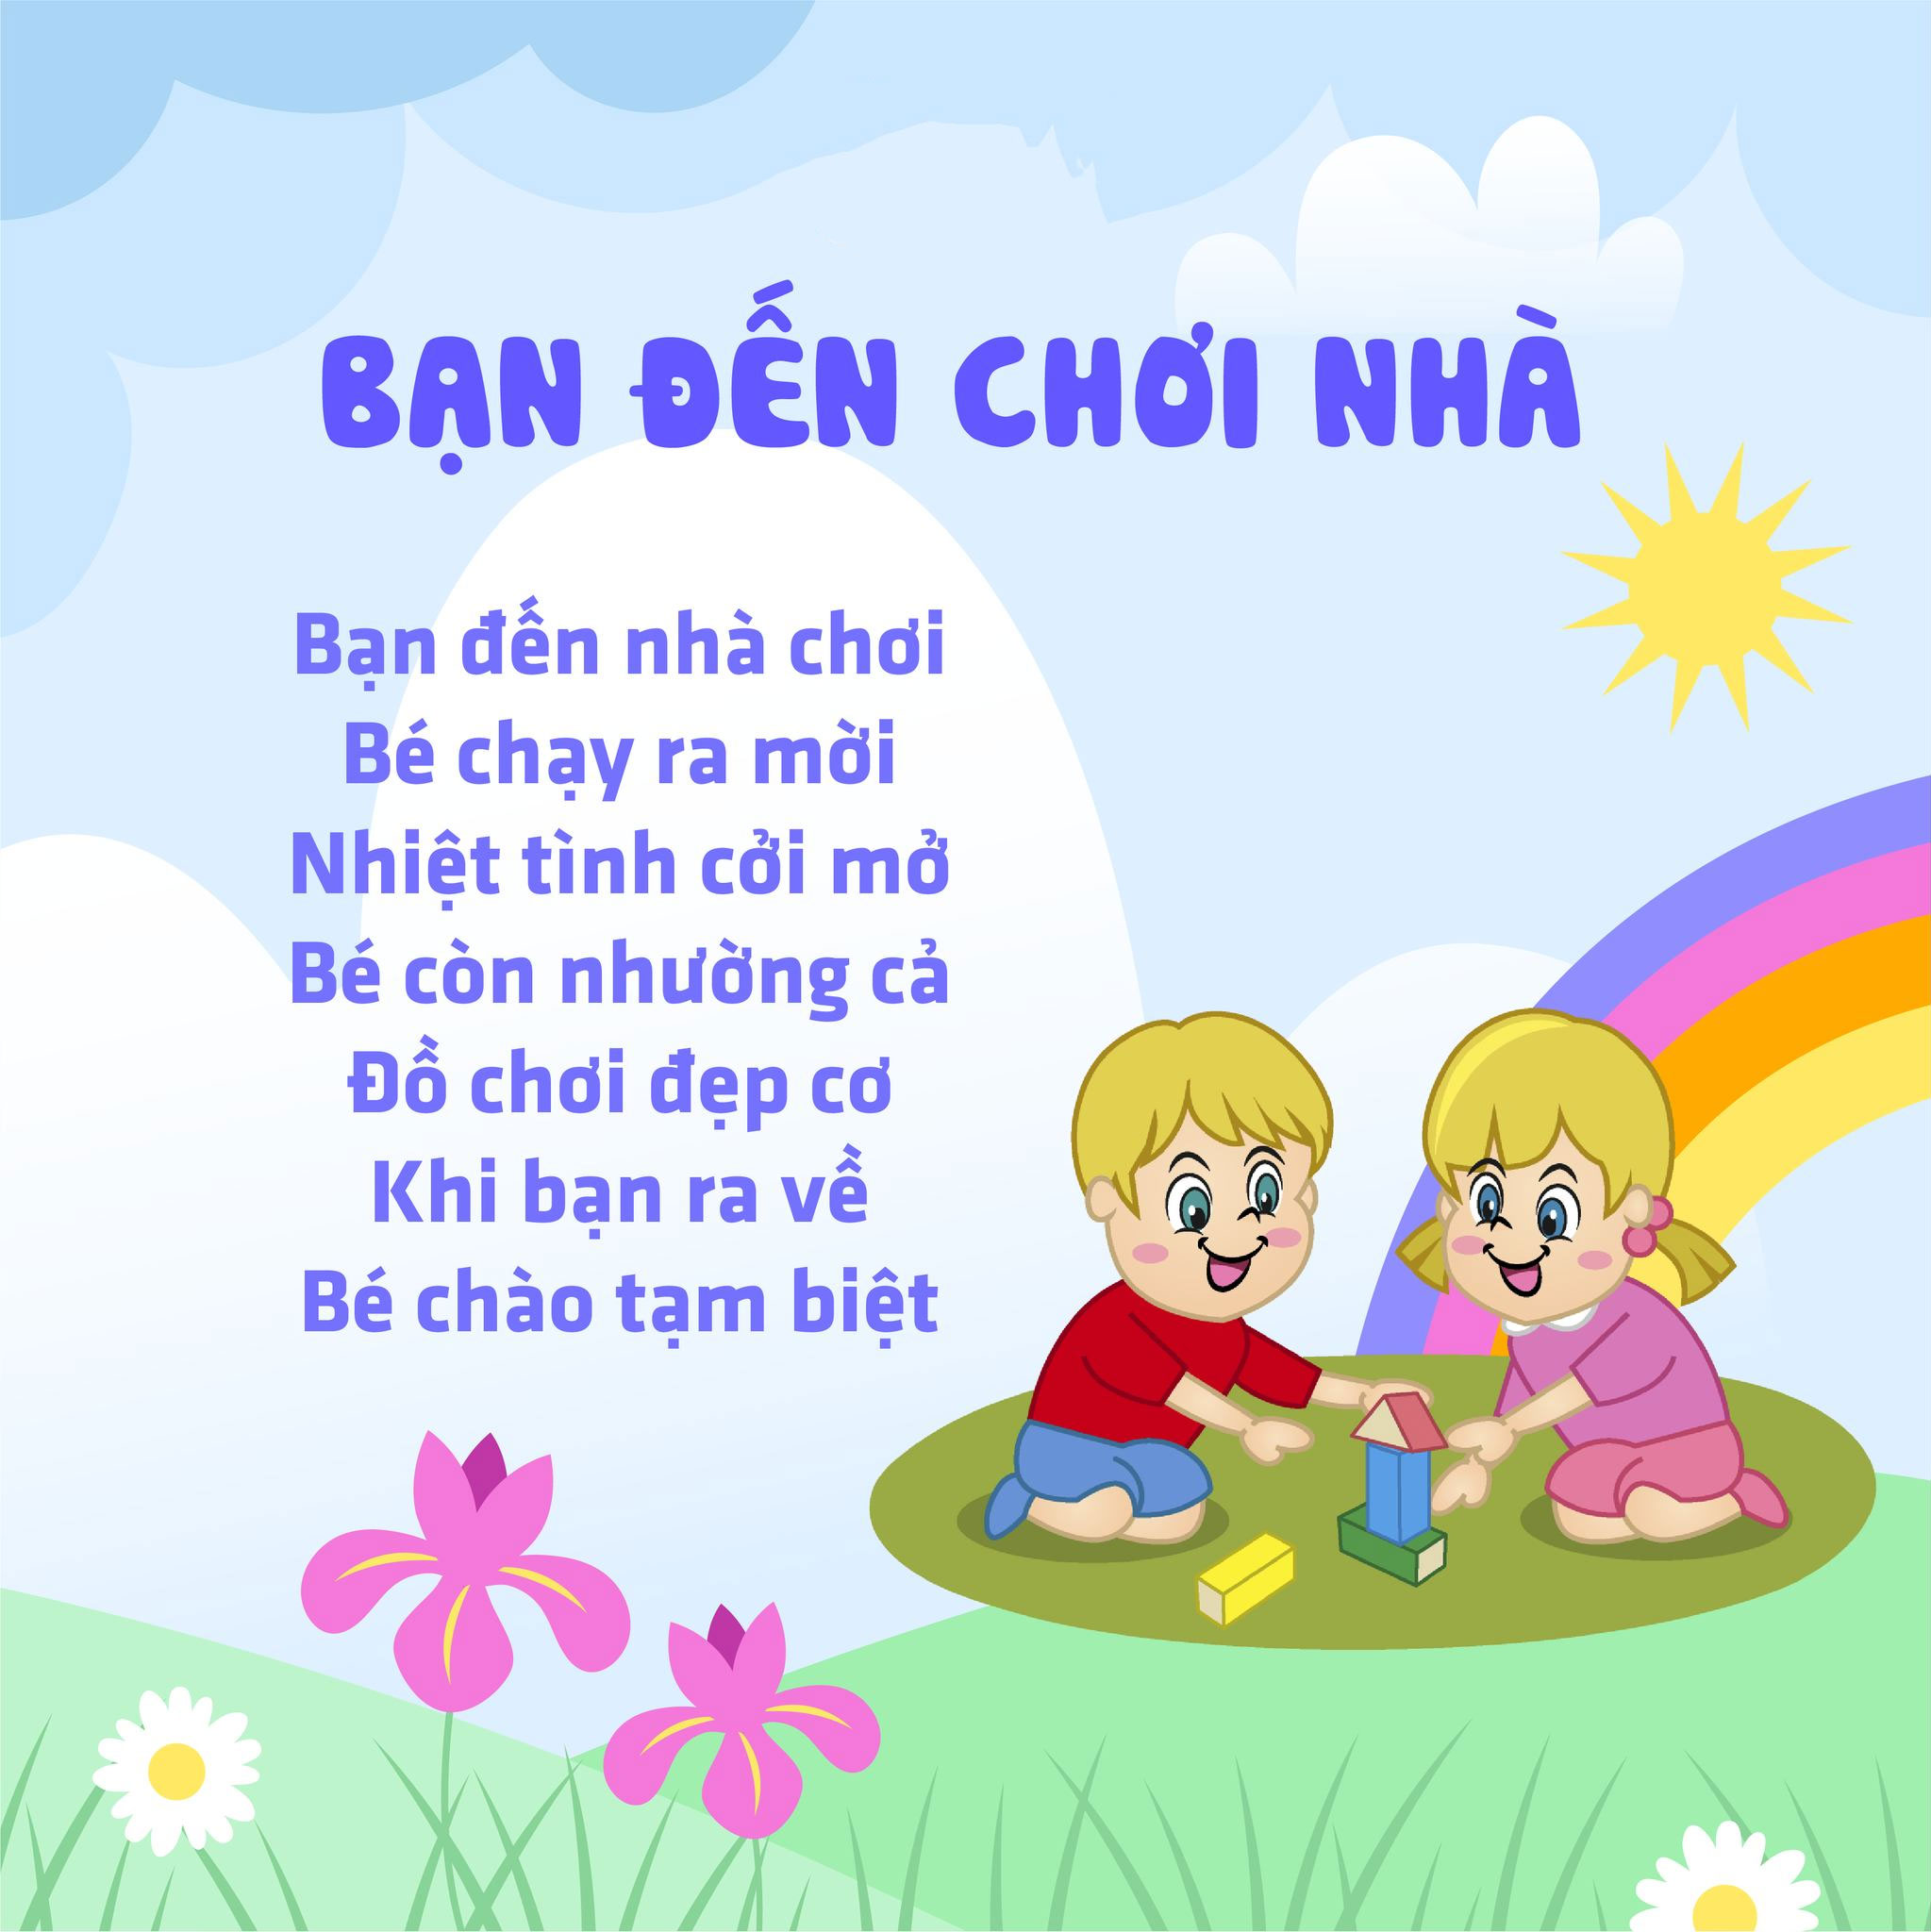 BẠN ĐẾN CHƠI NHÀ
Bạn đến nhà chơi
Bé chạy ra mời
Nhiệt tình cởi mở
Bé còn nhường cả
Đồ chơi đẹp cơ
Khi bạn ra về
Bé chào tạm biệt